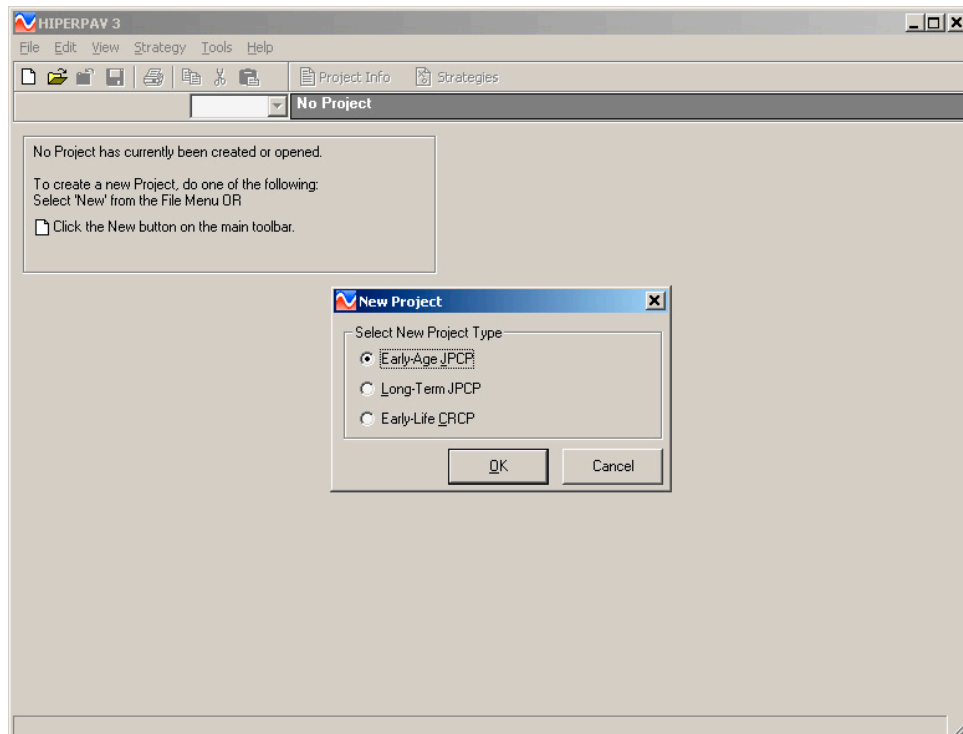 HIPERPAV 3
File Edit View Strategy Tools Help
Project Info Strategies
No Project
No Project has currently been created or opened.
To create a new Project, do one of the following:
Select 'New' from the File Menu OR
Click the New button on the main toolbar.
New Project
Select New Project Type
Early-Age JPCP
Long-Term JPCP
Early-Life CRCP
OK Cancel